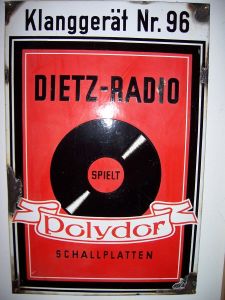 Klanggerät Nr. 96
DIETZ-RADIO
SPIELT
Polydor
SCHALLPLATTEN